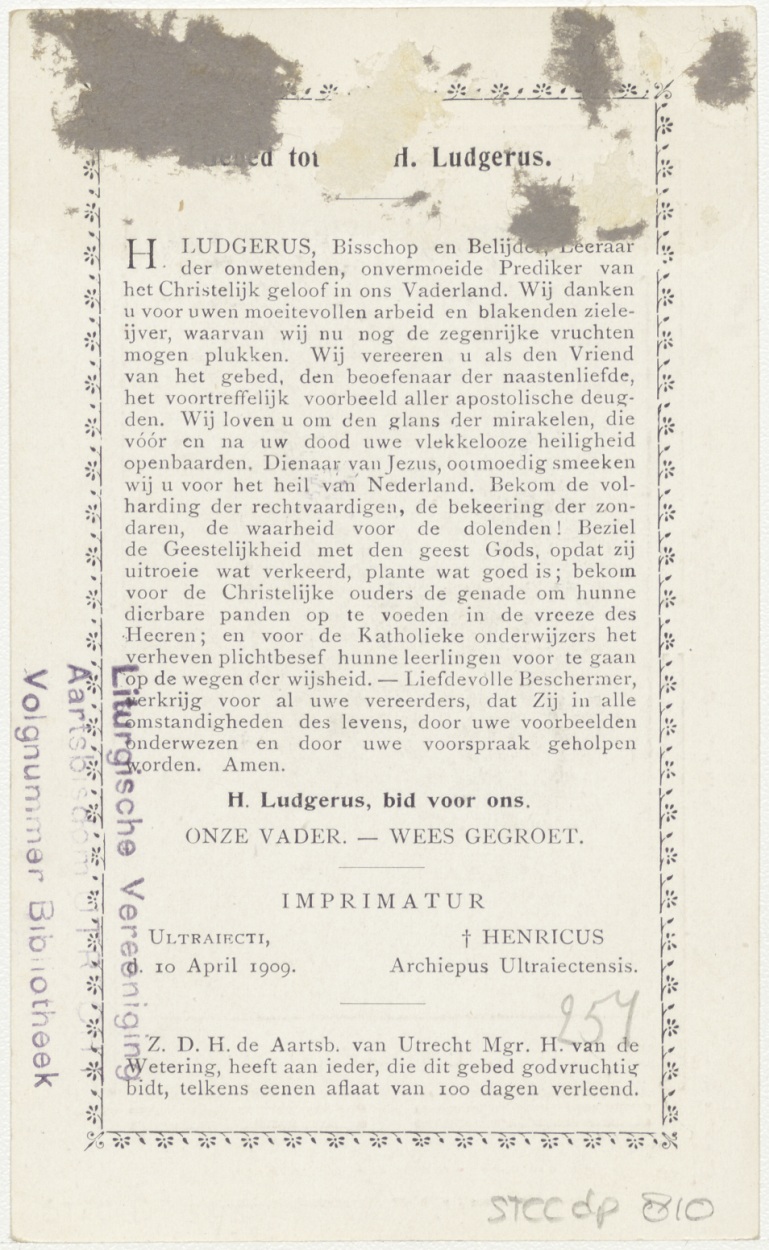 tot H. Ludgerus.
H. LUDGERUS, Bisschop en Belijder, Leeraar
der onwetenden, onvermoeide Prediker van
het Christelijk geloof in ons Vaderland. Wij danken
u voor uwen moeitevollen arbeid en blakenden ziele-
ijver, waarvan wij nu nog de zegenrijke vruchten
mogen plukken. Wij vereeren u als den Vriend
van het gebed, den beoefenaar der naastenliefde,
het voortreffelijk voorbeeld aller apostolische deug-
den. Wij loven u om den glans der mirakelen, die
vóór en na uw dood uwe vlekkelooze heiligheid
openbaarden. Dienaar van Jezus, ootmoedig smeeken
wij u voor het heil van Nederland. Bekom de vol-
harding der rechtvaardigen, de bekeering der zon-
daren, de waarheid voor de dolenden! Beziel
de Geestelijkheid met den geest Gods, opdat zij
uitroeie wat verkeerd, plante wat goed is; bekom
voor de Christelijke ouders de genade om hunne
dierbare panden op te voeden in de vreeze des
Heeren; en voor de Katholieke onderwijzers het
verheven plichtbesef hunne leerlingen voor te gaan
op de wegen der wijsheid. — Liefdevolle Beschermer,
verkrijg voor al uwe vereerders, dat Zij in alle
omstandigheden des levens, door uwe voorbeelden
onderwezen en door uwe voorspraak geholpen
worden. Amen.
H. Ludgerus, bid voor ons.
ONZE VADER. — WEES GEGROET.
IMPRIMATUR
ULTRAIECTI,
d. 10 April 1909.
† HENRICUS
Archiepus Ultraiectensis.
Z. D. H. de Aartsb. van Utrecht Mgr. H. van de
Wetering, heeft aan ieder, die dit gebed godvruchtig
bidt, telkens eenen aflaat van 100 dagen verleend.
257
Liturgische Vereeniging
Aartsbisdom
Volgnummer Bibliotheek
STCC dp 810